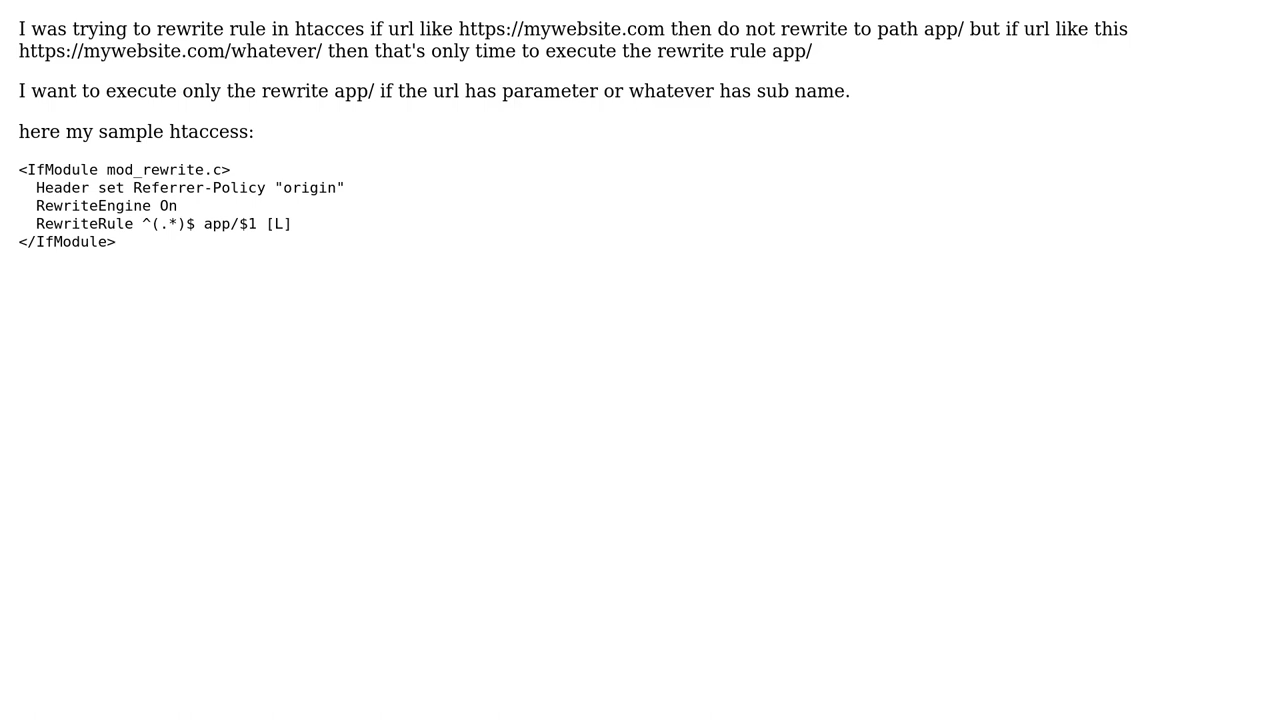 I was trying to rewrite rule in htacces if url like https://mywebsite.com then do not rewrite to path app/ but if url like this
https://mywebsite.com/whatever/ then that's only time to execute the rewrite rule app/
I want to execute only the rewrite app/ if the url has parameter or whatever has sub name.
here my sample htaccess:
<IfModule mod_rewrite.c>
  Header set Referrer-Policy "origin"
  RewriteEngine On
  RewriteRule ^(.*)$ app/$1 [L]
</IfModule>